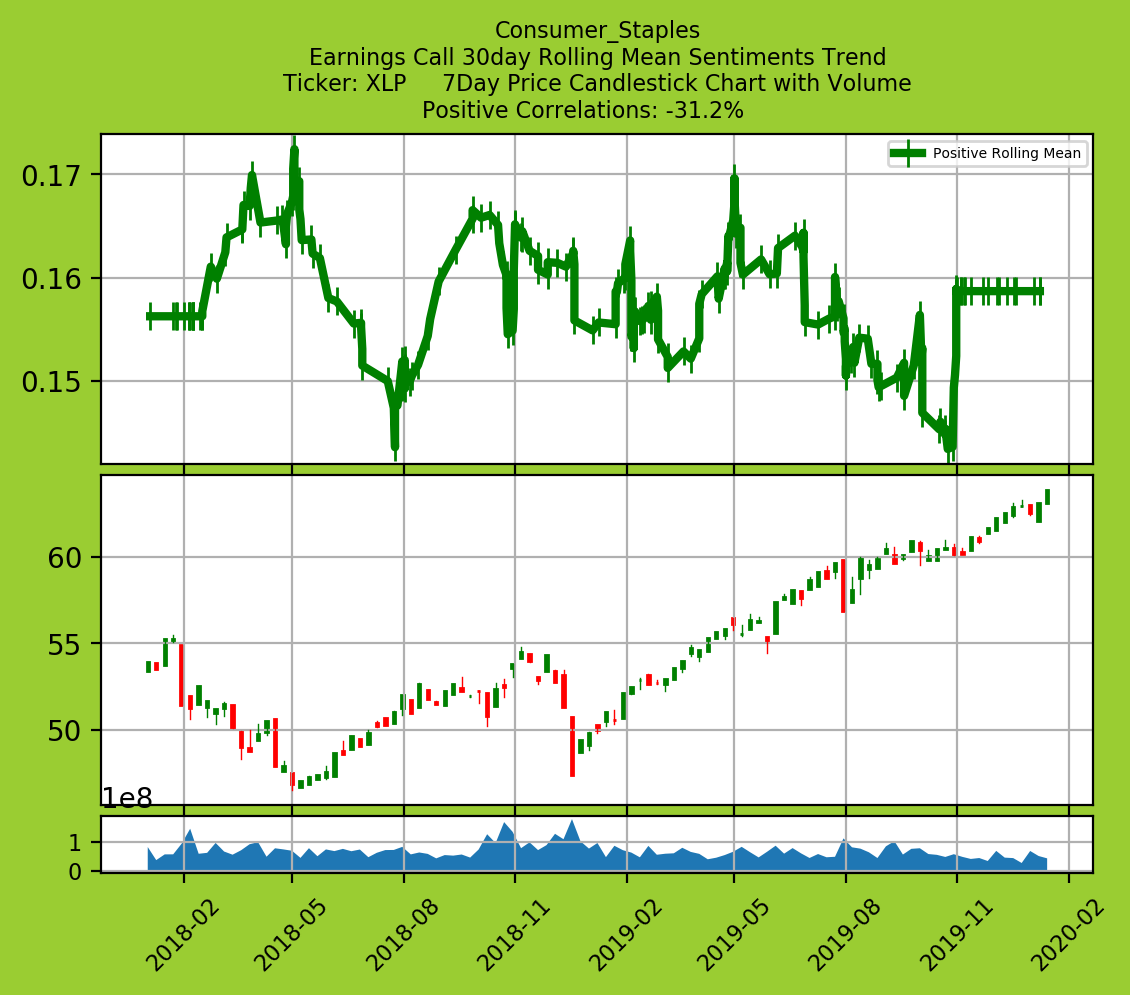 Consumer_Staples
Earnings Call 30day Rolling Mean Sentiments Trend
Ticker: XLP     7Day Price Candlestick Chart with Volume
Positive Correlations: -31.2%
Positive Rolling Mean
0.17
0.16
0.15
60
55
50
1e8
1
0
2018-02 2018-05 2018-08 2018-11 2019-02 2019-05 2019-08 2019-11 2020-02